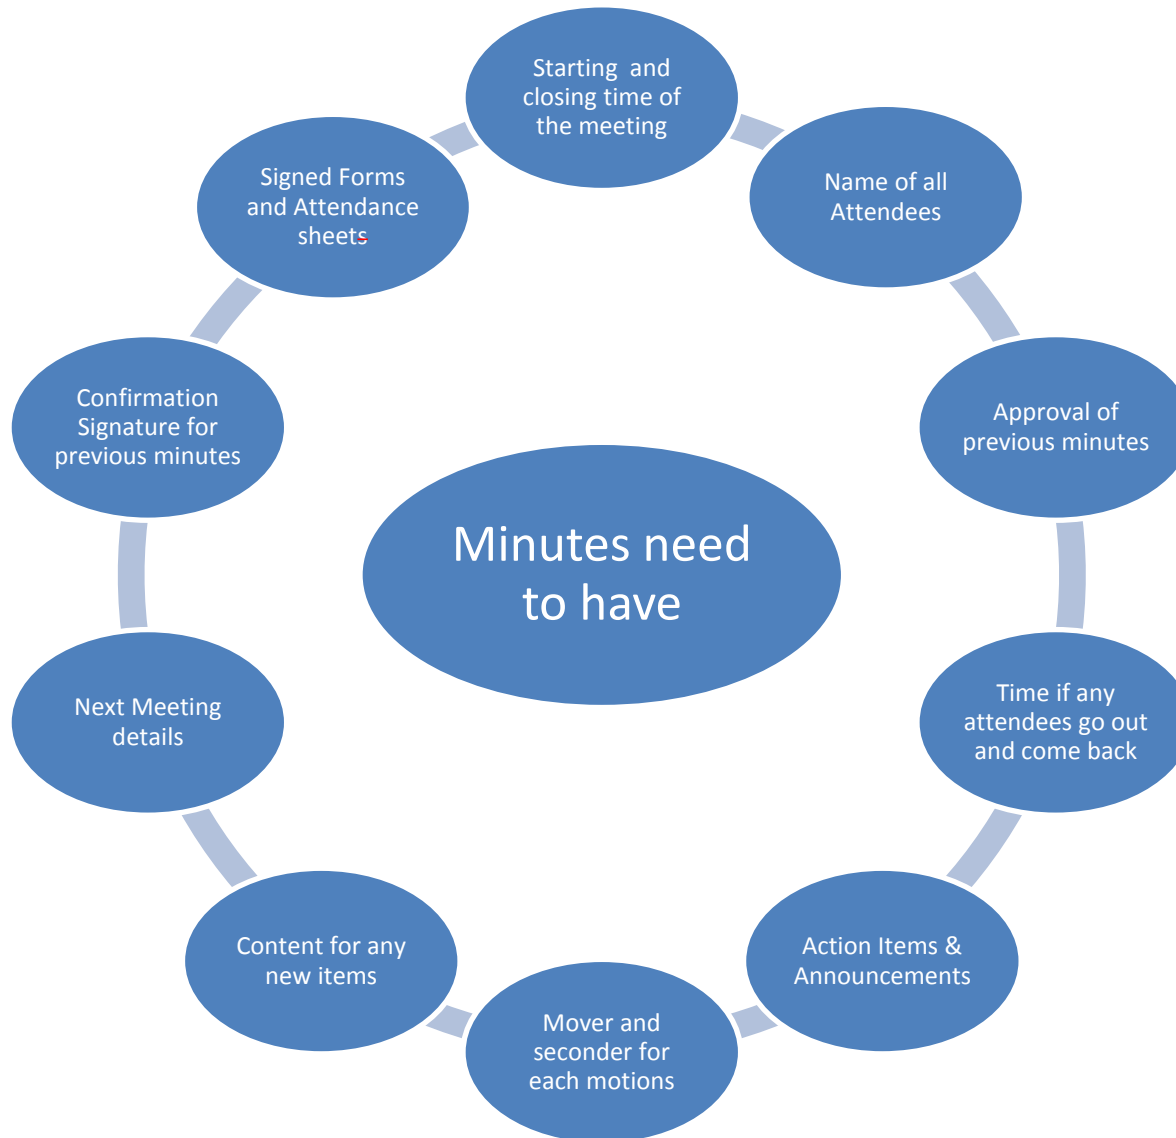 Starting and
closing time of
the meeting
Name of all
Attendees
Approval of
previous minutes
Time if any
attendees go out
and come back
Action Items &
Announcements
Mover and
seconder for
each motions
Content for any
new items
Next Meeting
details
Confirmation
Signature for
previous minutes
Signed Forms
and Attendance
sheets
Minutes need
to have